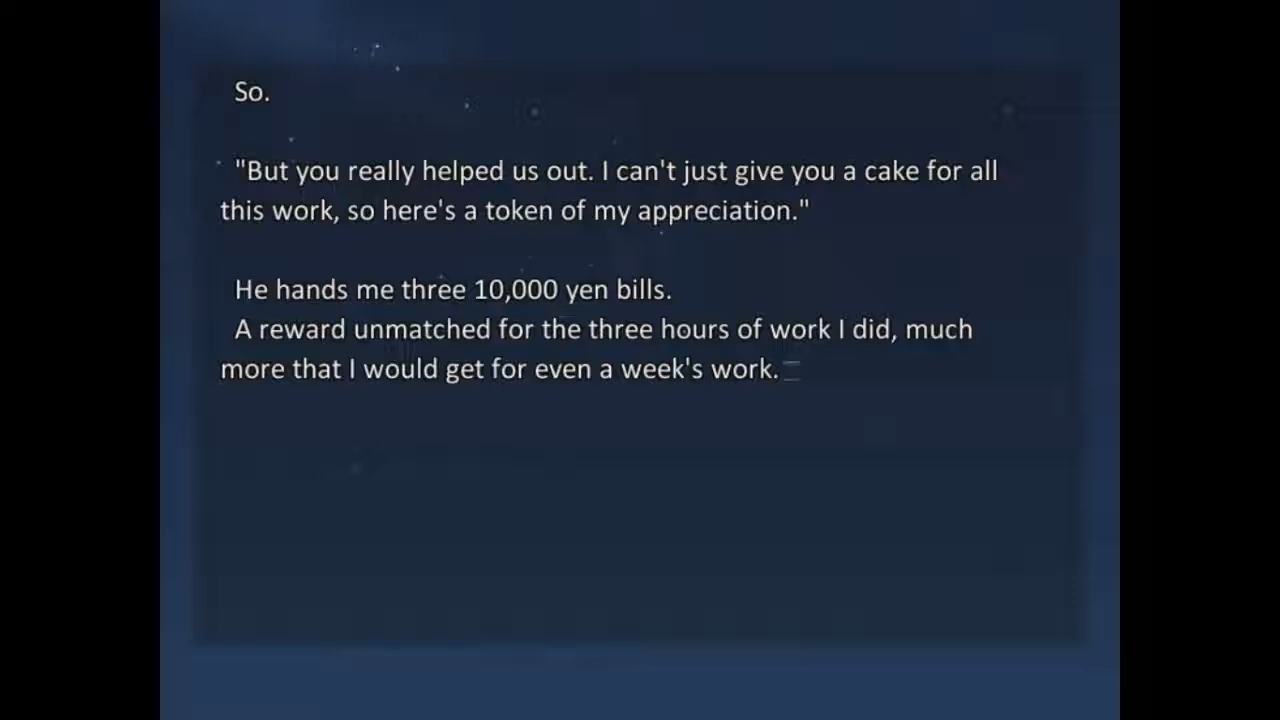 So.
"But you really helped us out. I can't just give you a cake for all
this work, so here's a token of my appreciation."
He hands me three 10,000 yen bills.
A reward unmatched for the three hours of work I did, much
more that I would get for even a week's work.